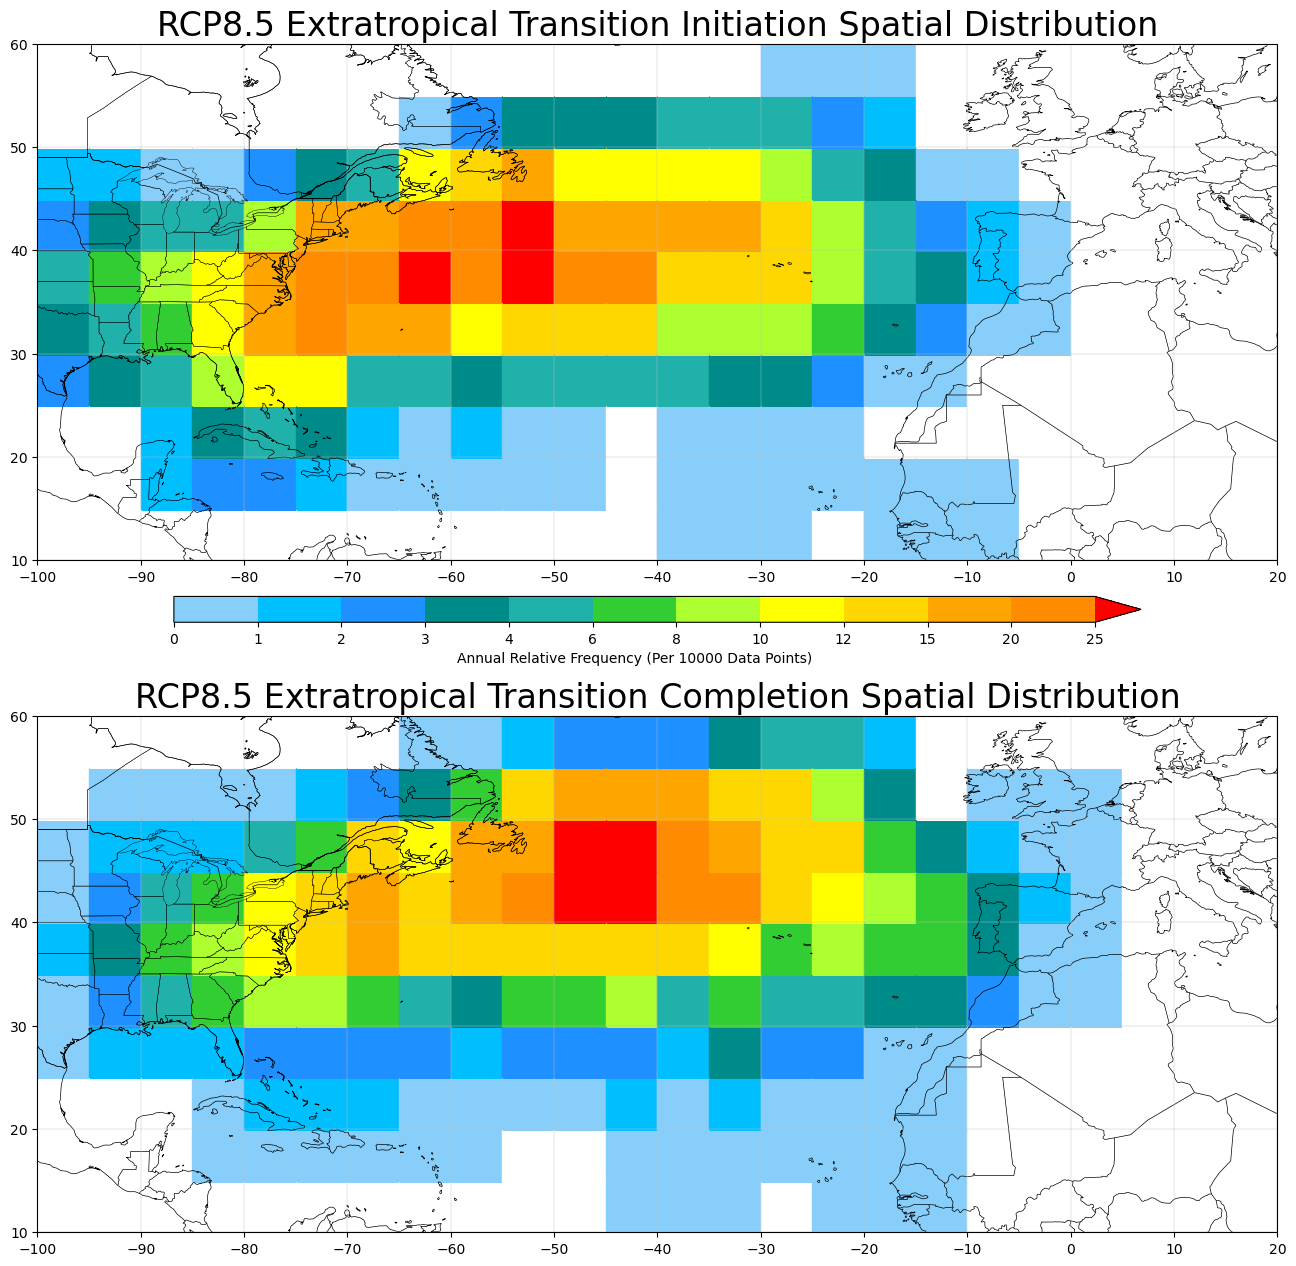 RCP8.5 Extratropical Transition Initiation Spatial Distribution
60
50
40
30
20
10
−100 −90 −80 −70 −60 −50 −40 −30 −20 −10 0 10 20
0 1 2 3 4 6 8 10 12 15 20 25
Annual Relative Frequency (Per 10000 Data Points)
RCP8.5 Extratropical Transition Completion Spatial Distribution
60
50
40
30
20
10
−100 −90 −80 −70 −60 −50 −40 −30 −20 −10 0 10 20